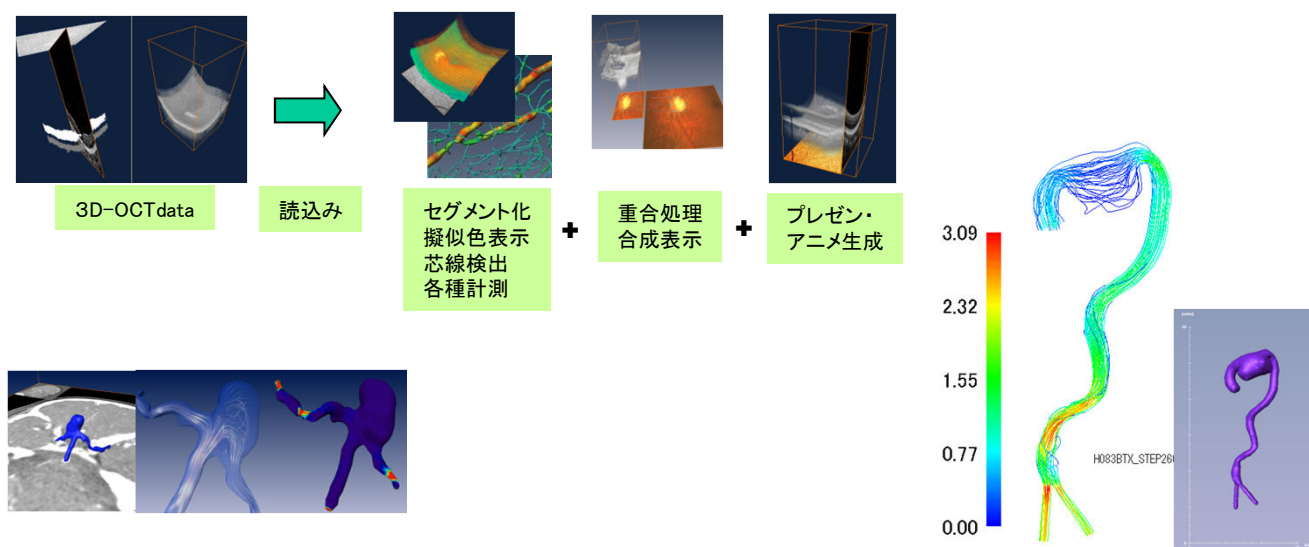 3D-OCTdata
読込み
セグメント化
擬似色表示
芯線検出
各種計測
+
重合処理
合成表示
+
プレゼン・
アニメ生成
3.09
2.32
1.55
0.77
0.00
H083BTX_STEP26